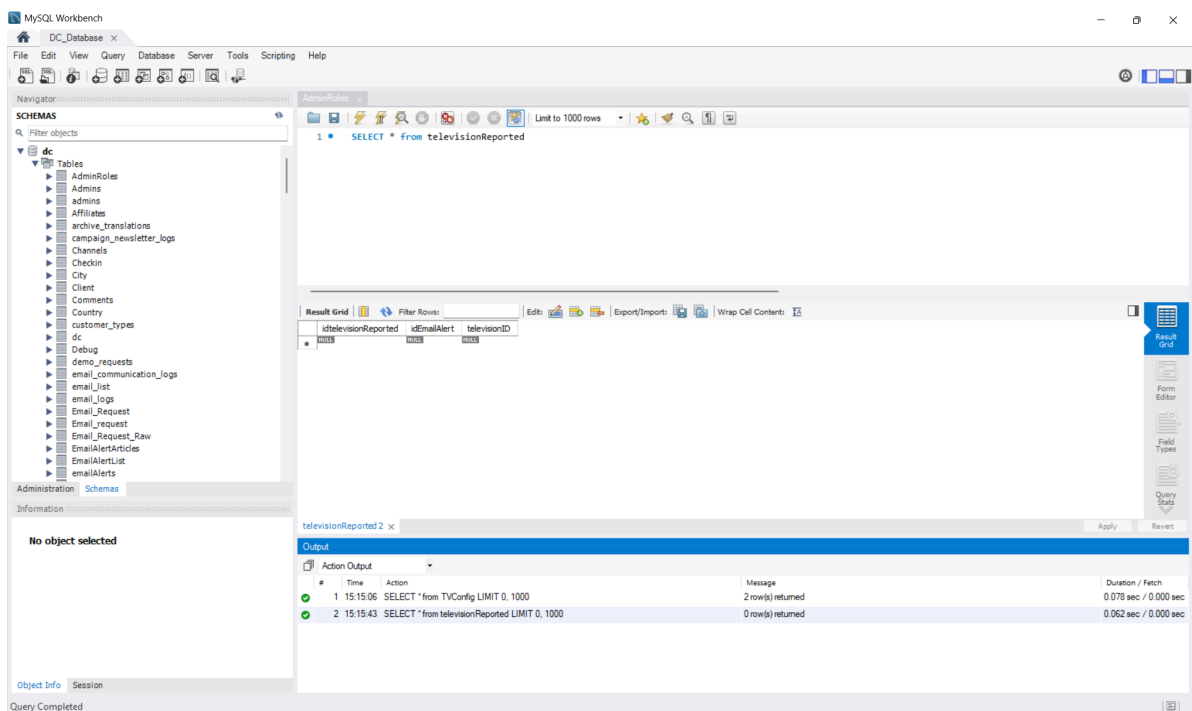 MySQL Workbench
DC_Database
File Edit View Query Database Server Tools Scripting Help
Navigator
SCHEMAS
Filter objects
dc
Tables
AdminRoles
Admins
admins
Affiliates
archive_translations
campaign_newsletter_logs
Channels
Checkin
City
Client
Comments
Country
customer_types
dc
Debug
demo_requests
email_communication_logs
email_list
email_logs
Email_Request
Email_request
Email_Request_Raw
EmailAlertArticles
EmailAlertList
emailAlerts
Administration Schemas
Information
No object selected
Object Info Session
Query Completed
AdminRoles
Limit to 1000 rows
1 SELECT * from televisionReported
Result Grid Filter Rows: Edit: Export/Import: Wrap Cell Content:
idtelevisionReported idEmailAlert televisionID
NULL NULL NULL
Result Grid
Form Editor
Field Types
Query Stats
televisionReported 2 Apply Revert
Output
Action Output
# Time Action Message Duration / Fetch
1 15:15:06 SELECT * from TVConfig LIMIT 0, 1000 2 row(s) returned 0.078 sec / 0.000 sec
2 15:15:43 SELECT * from televisionReported LIMIT 0, 1000 0 row(s) returned 0.062 sec / 0.000 sec